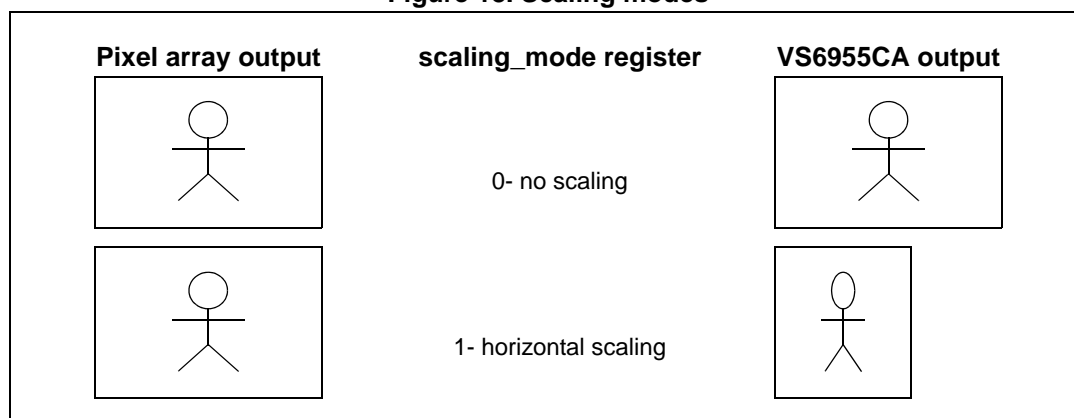 Pixel array output scaling_mode register VS6955CA output
0- no scaling
1- horizontal scaling